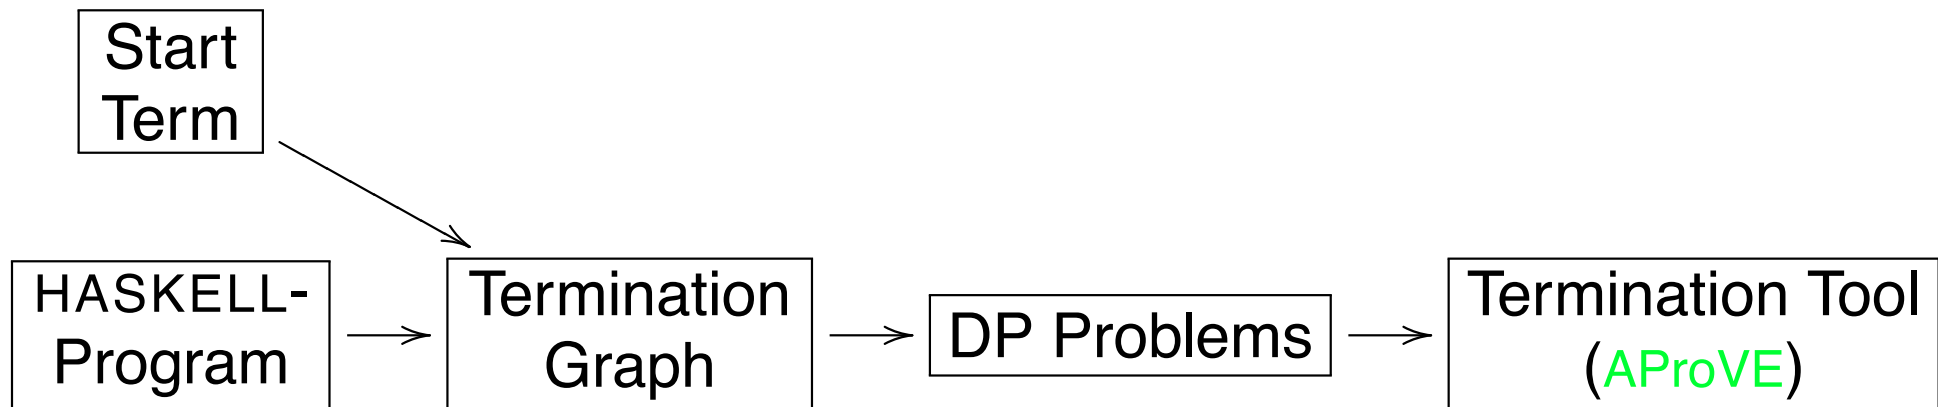 Start
Term
HASKELL-
Program
Termination
Graph
DP Problems
Termination Tool
(AProVE)